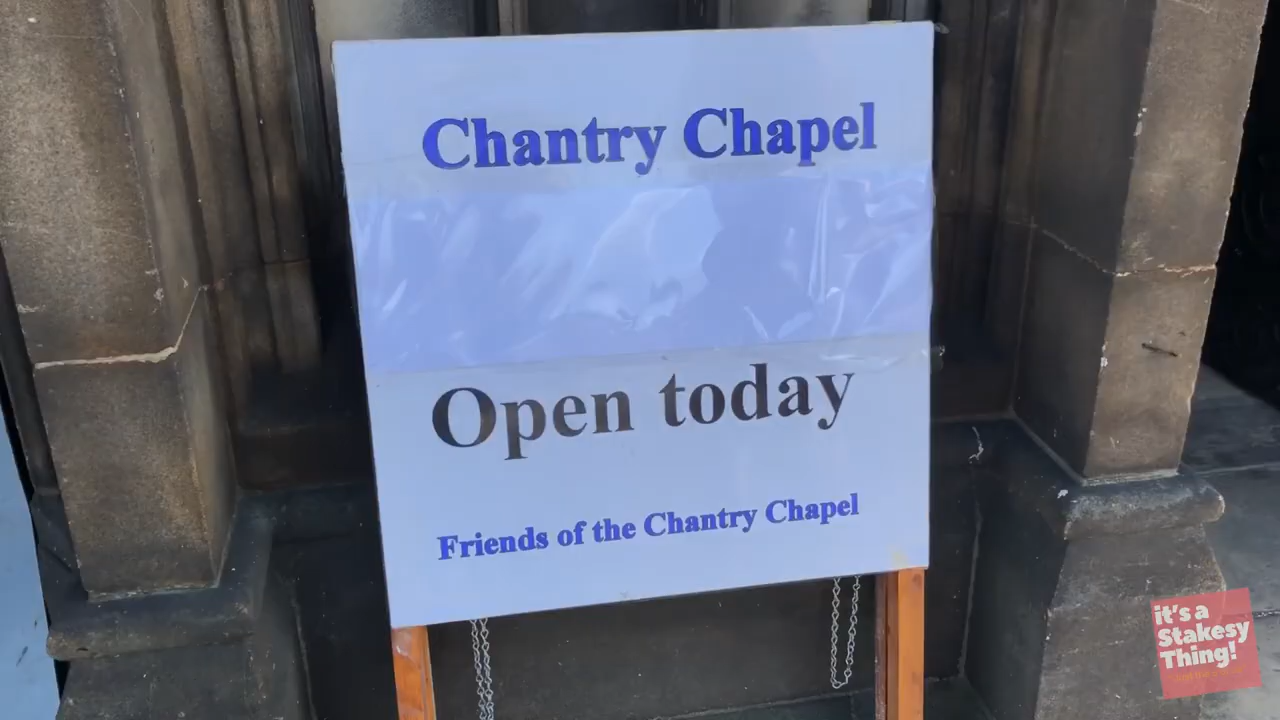 Chantry Chapel
Open today
Friends of the Chantry Chapel
it's a
Stakesy
Thing!